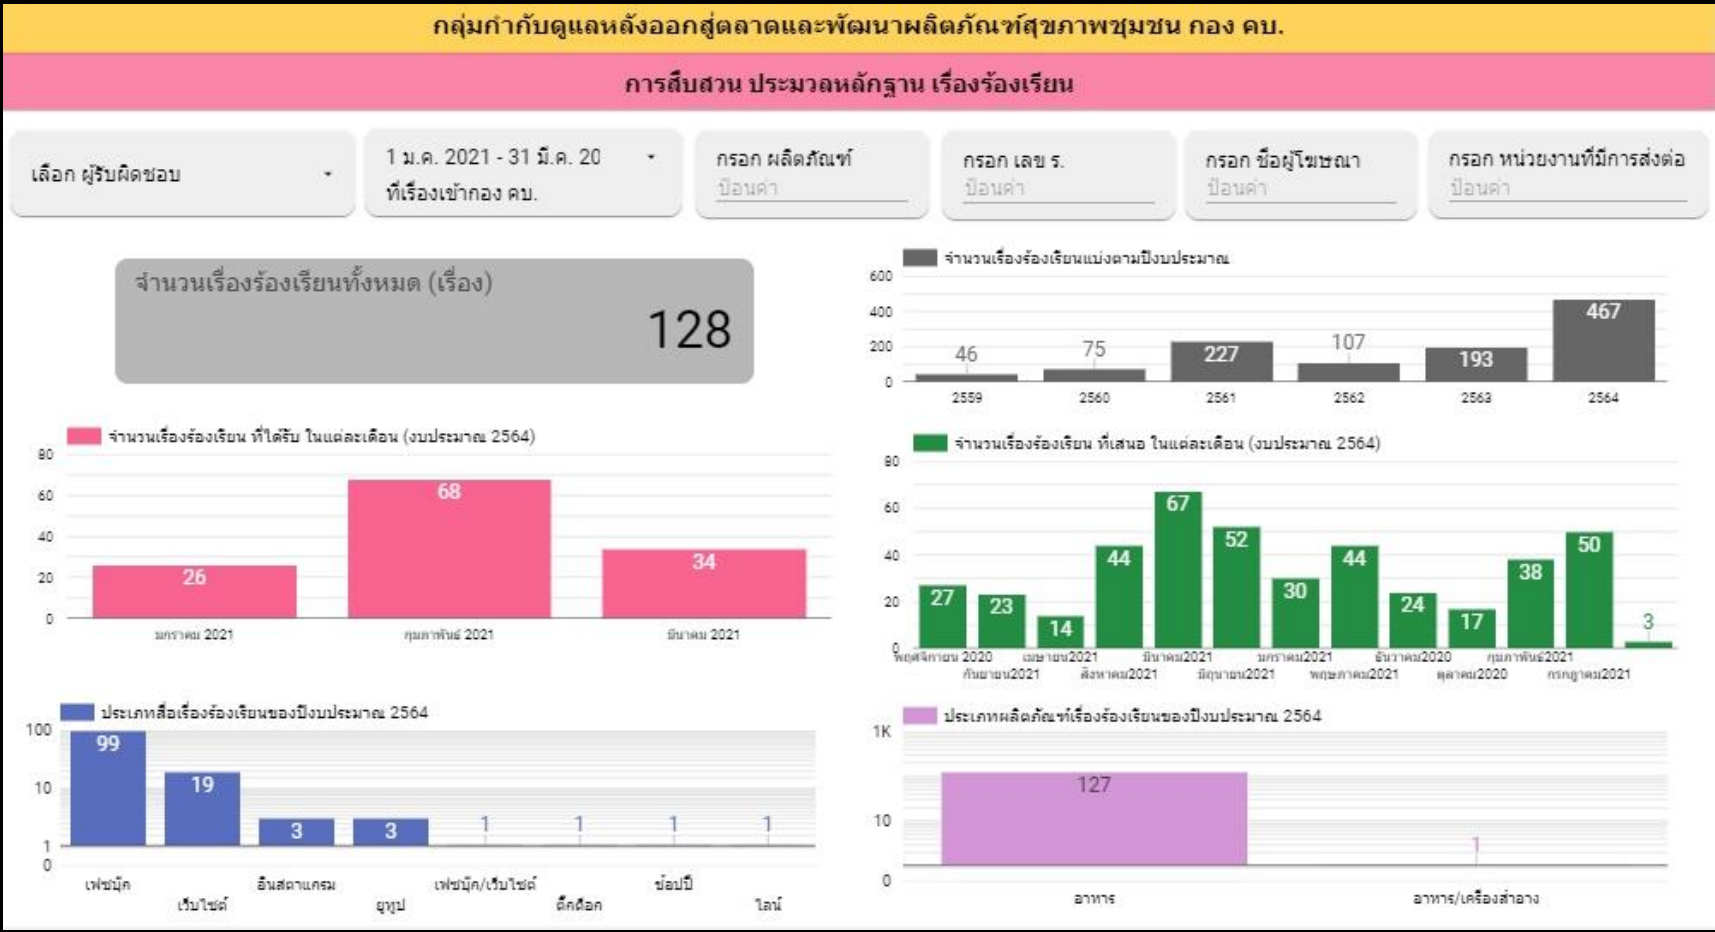 กลุ่มกำกับดูแลหลังออกสู่ตลาดและพัฒนาผลิตภัณฑ์สุขภาพชุมชน กอง คบ.
การสืบสวน ประมวลหลักฐาน เรื่องร้องเรียน
เลือก ผู้รับผิดชอบ
1 ม.ค. 2021 - 31 มี.ค. 20
ที่เรื่องเข้ากอง คบ.
กรอก ผลิตภัณฑ์
ป้อนค่า
กรอก เลข ร.
ป้อนค่า
กรอก ชื่อผู้โฆษณา
ป้อนค่า
กรอก หน่วยงานที่มีการส่งต่อ
ป้อนค่า
จำนวนเรื่องร้องเรียนทั้งหมด (เรื่อง)
128
จำนวนเรื่องร้องเรียนแบ่งตามปีงบประมาณ
600
400
200
0
46
75
227
107
193
467
2559
2560
2561
2562
2563
2564
จำนวนเรื่องร้องเรียน ที่ได้รับ ในแต่ละเดือน (งบประมาณ 2564)
80
60
40
20
0
26
68
34
มกราคม 2021
กุมภาพันธ์ 2021
มีนาคม 2021
จำนวนเรื่องร้องเรียน ที่เสนอ ในแต่ละเดือน (งบประมาณ 2564)
80
60
40
20
0
27
23
14
44
67
52
30
44
24
17
38
50
3
พฤศจิกายน 2020
กันยายน2021
เมษายน2021
สิงหาคม2021
มีนาคม2021
มิถุนายน2021
มกราคม2021
พฤษภาคม2021
ธันวาคม2020
ตุลาคม2020
กุมภาพันธ์2021
กรกฎาคม2021
ประเภทสื่อเรื่องร้องเรียนของปีงบประมาณ 2564
100
10
1
0
99
19
3
3
1
1
1
1
เฟซบุ๊ก
เว็บไซต์
อินสตาแกรม
ยูทูป
เฟซบุ๊ก/เว็บไซต์
ติ๊กต็อก
ช้อปปี้
ไลน์
ประเภทผลิตภัณฑ์เรื่องร้องเรียนของปีงบประมาณ 2564
1K
10
0
127
1
อาหาร
อาหาร/เครื่องสำอาง